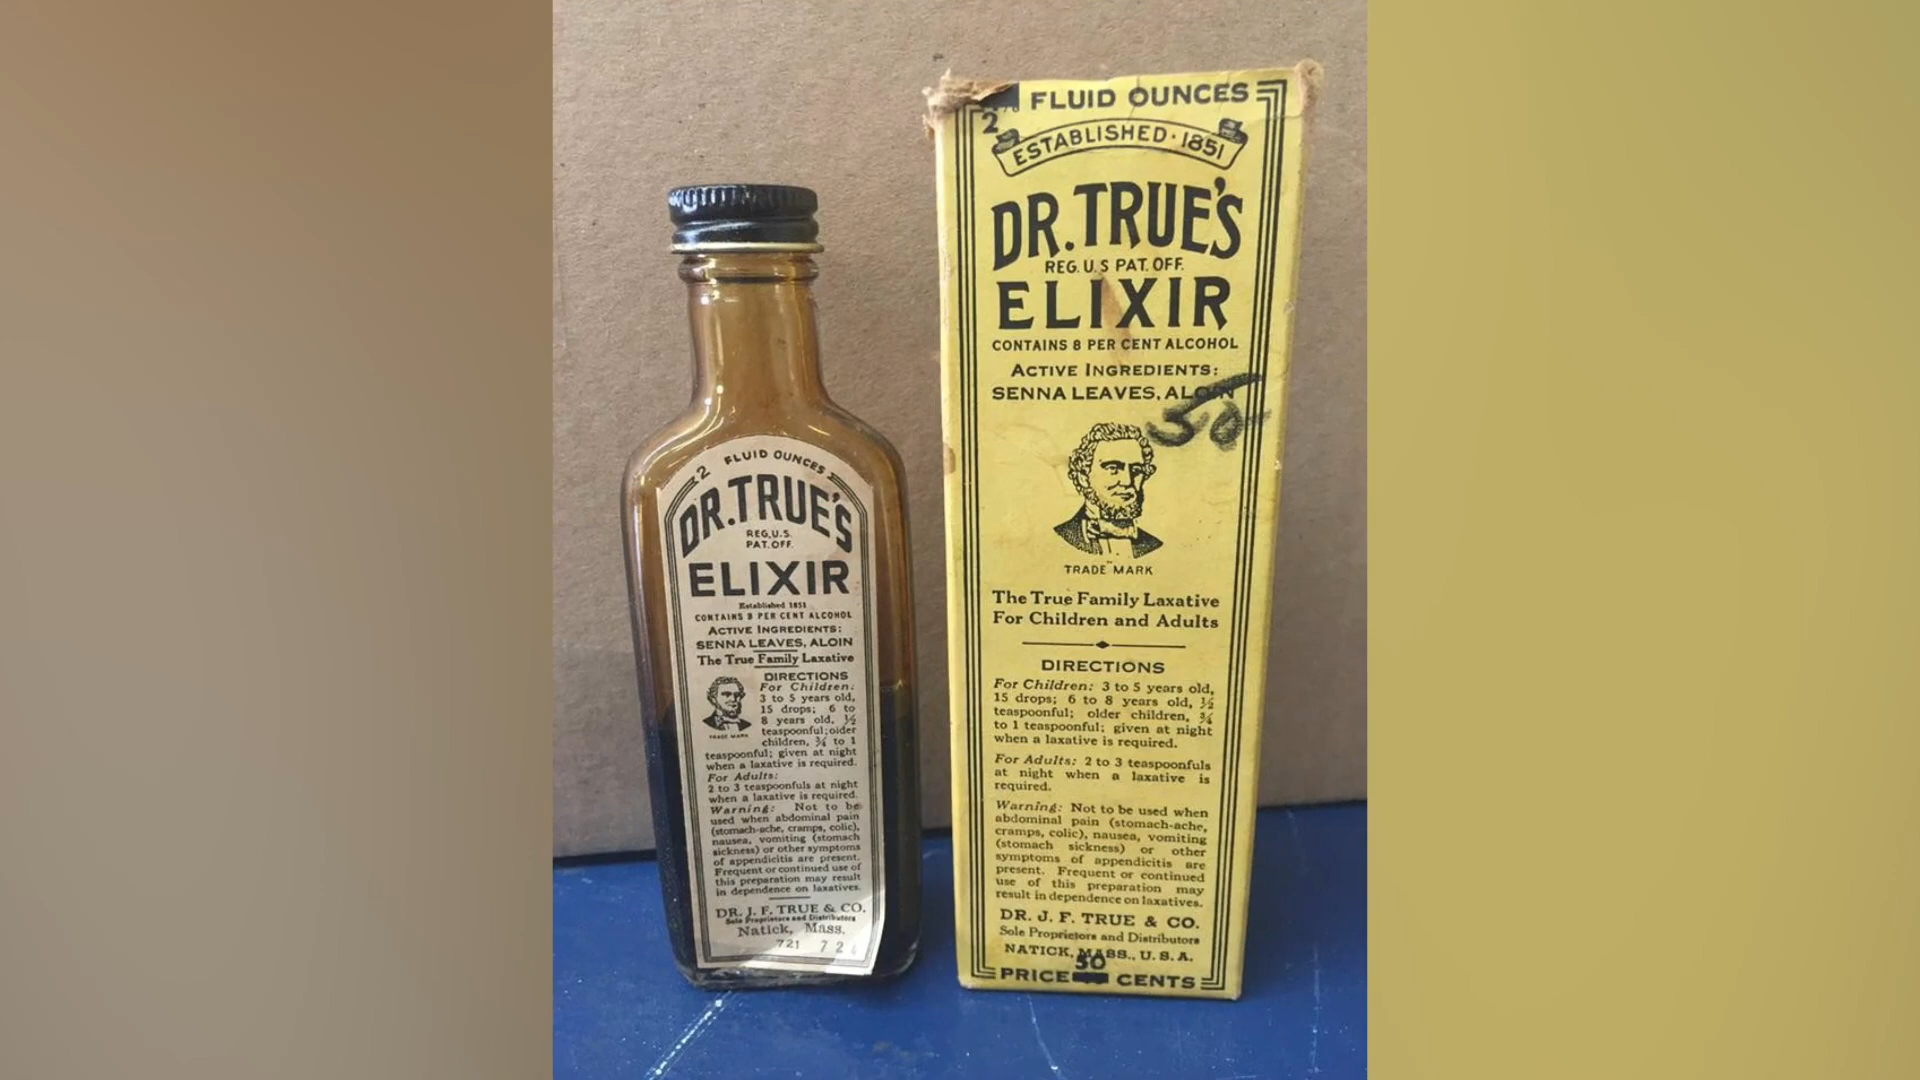 2 FLUID OUNCES
DR. TRUE'S
REG. U.S.
PAT. OFF.
ELIXIR
Established 1851
CONTAINS 8 PER CENT ALCOHOL
ACTIVE INGREDIENTS:
SENNA LEAVES, ALOIN
The True Family Laxative
DIRECTIONS
For Children:
3 to 5 years old,
15 drops; 6 to
8 years old, ½
teaspoonful; older
children, ¾ to 1
TRADE MARK
teaspoonful; given at night
when a laxative is required.
For Adults:
2 to 3 teaspoonfuls at night
when a laxative is required.
Warning: Not to be
used when abdominal pain
(stomach-ache, cramps, colic),
nausea, vomiting (stomach
sickness) or other symptoms
of appendicitis are present.
Frequent or continued use of
this preparation may result
in dependence on laxatives.
DR. J. F. TRUE & CO.
Sole Proprietors and Distributors
Natick, Mass.
721 724
2 FLUID OUNCES
ESTABLISHED · 1851
DR. TRUE'S
REG. U.S PAT. OFF.
ELIXIR
CONTAINS 8 PER CENT ALCOHOL
ACTIVE INGREDIENTS:
SENNA LEAVES, ALOIN
50
TRADE MARK
The True Family Laxative
For Children and Adults
DIRECTIONS
For Children: 3 to 5 years old,
15 drops; 6 to 8 years old, ½
teaspoonful; older children, ¾
to 1 teaspoonful; given at night
when a laxative is required.
For Adults: 2 to 3 teaspoonfuls
at night when a laxative is
required.
Warning: Not to be used when
abdominal pain (stomach-ache,
cramps, colic), nausea, vomiting
(stomach sickness) or other
symptoms of appendicitis are
present. Frequent or continued
use of this preparation may
result in dependence on laxatives.
DR. J. F. TRUE & CO.
Sole Proprietors and Distributors
NATICK, MASS., U. S. A.
PRICE 50 CENTS